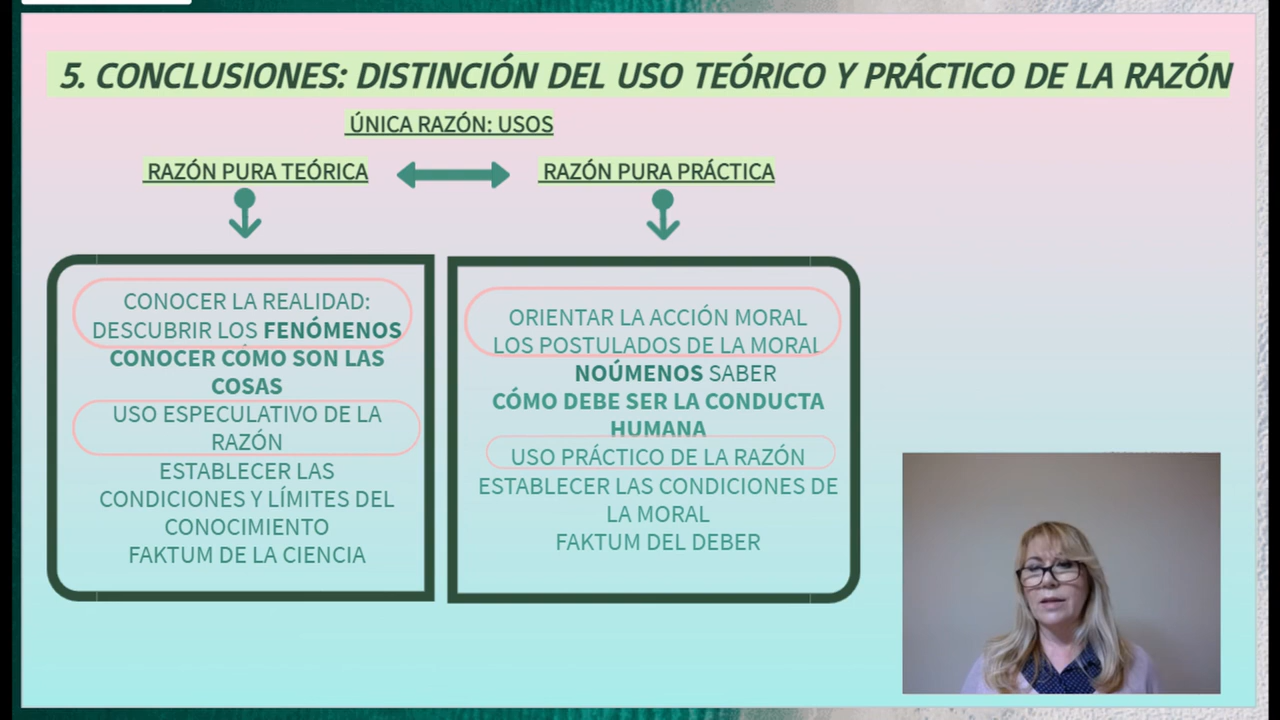 5. CONCLUSIONES: DISTINCIÓN DEL USO TEÓRICO Y PRÁCTICO DE LA RAZÓN
ÚNICA RAZÓN: USOS
RAZÓN PURA TEÓRICA
RAZÓN PURA PRÁCTICA
CONOCER LA REALIDAD:
DESCUBRIR LOS FENÓMENOS
CONOCER CÓMO SON LAS
COSAS
USO ESPECULATIVO DE LA
RAZÓN
ESTABLECER LAS
CONDICIONES Y LÍMITES DEL
CONOCIMIENTO
FAKTUM DE LA CIENCIA
ORIENTAR LA ACCIÓN MORAL
LOS POSTULADOS DE LA MORAL
NOÚMENOS SABER
CÓMO DEBE SER LA CONDUCTA
HUMANA
USO PRÁCTICO DE LA RAZÓN
ESTABLECER LAS CONDICIONES DE
LA MORAL
FAKTUM DEL DEBER